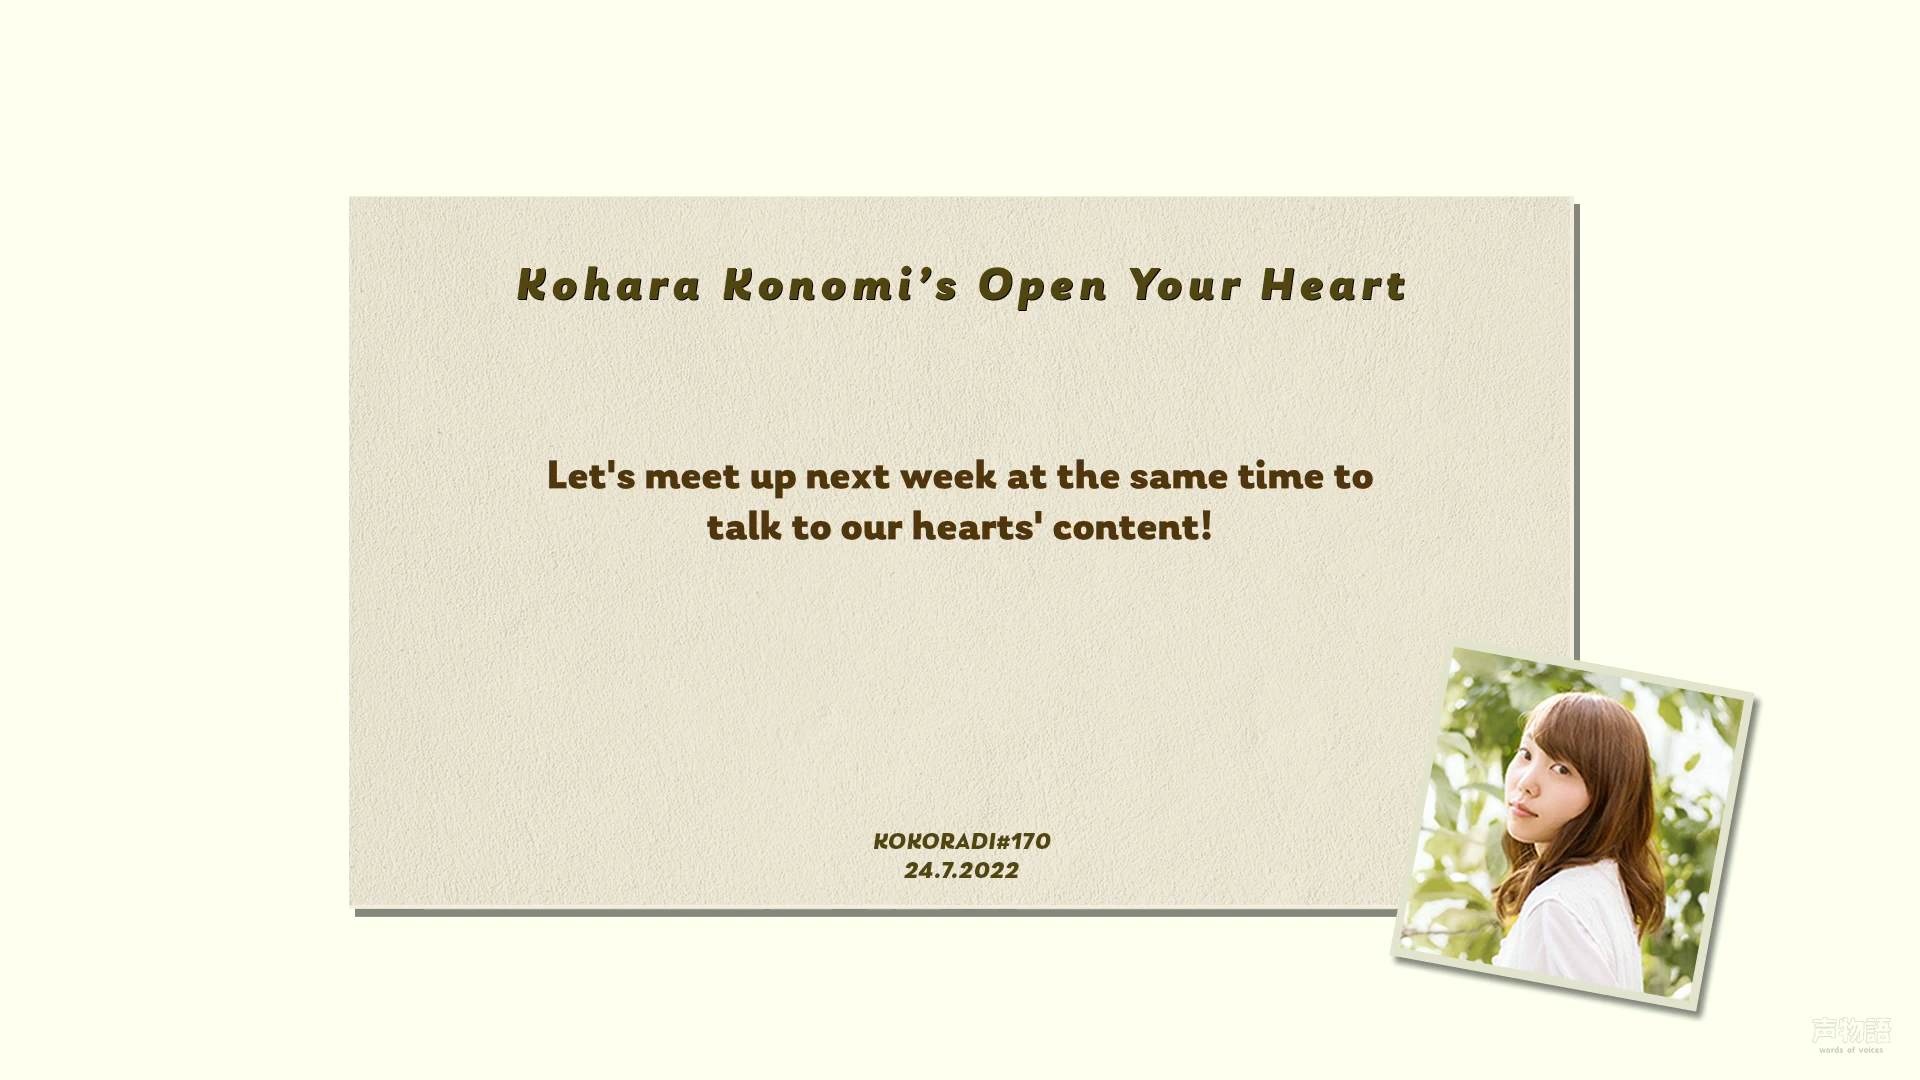 Kohara Konomi’s Open Your Heart
Let's meet up next week at the same time to
talk to our hearts' content!
KOKORADI#170
24.7.2022
声物語
words of voices